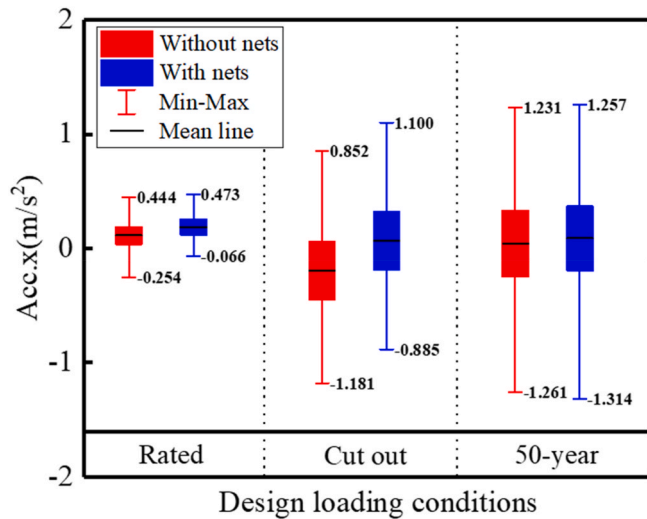 2
1
0
-1
-2
Acc.x(m/s²)
Without nets
With nets
Min-Max
Mean line
0.444
-0.254
0.473
-0.066
0.852
-1.181
1.100
-0.885
1.231
-1.261
1.257
-1.314
Rated
Cut out
50-year
Design loading conditions